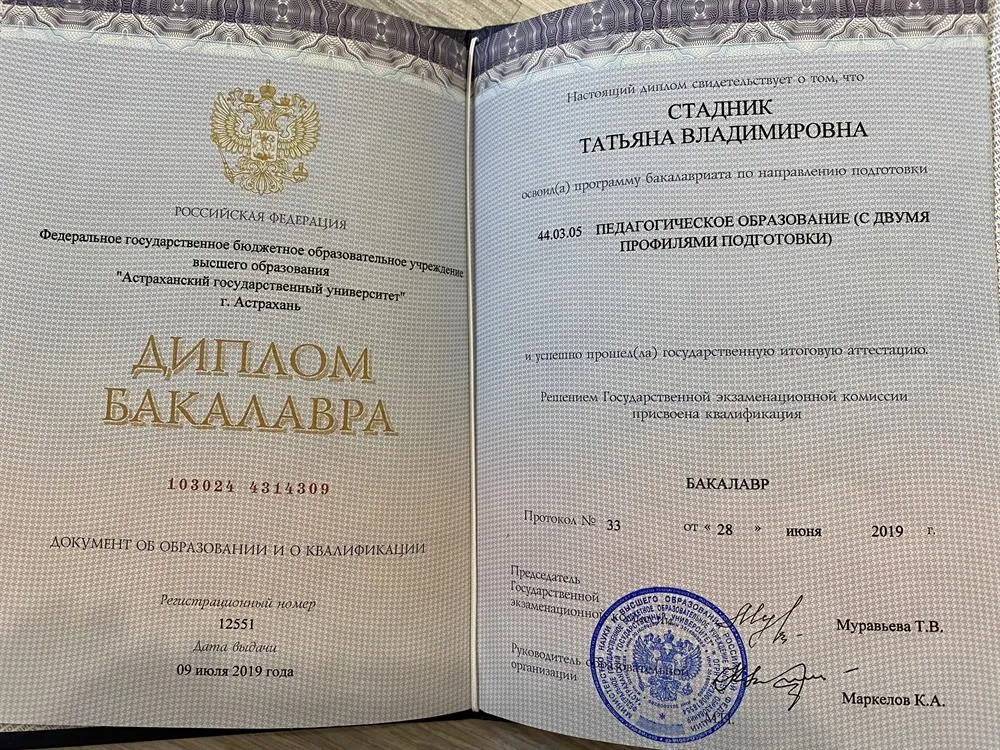 РОССИЙСКАЯ ФЕДЕРАЦИЯ
Федеральное государственное бюджетное образовательное учреждение
высшего образования
"Астраханский государственный университет"
г. Астрахань
ДИПЛОМ
БАКАЛАВРА
103024 4314309
ДОКУМЕНТ ОБ ОБРАЗОВАНИИ И О КВАЛИФИКАЦИИ
Регистрационный номер
12551
Дата выдачи
09 июля 2019 года
Настоящий диплом свидетельствует о том, что
СТАДНИК
ТАТЬЯНА ВЛАДИМИРОВНА
освоил(а) программу бакалавриата по направлению подготовки
44.03.05 ПЕДАГОГИЧЕСКОЕ ОБРАЗОВАНИЕ (С ДВУМЯ
ПРОФИЛЯМИ ПОДГОТОВКИ)
и успешно прошел(ла) государственную итоговую аттестацию.
Решением Государственной экзаменационной комиссии
присвоена квалификация
БАКАЛАВР
Протокол № 33 от « 28 » июня 2019 г.
Председатель
Государственной
экзаменационной
Муравьева Т.В.
Руководитель образовательной
организации
Маркелов К.А.
М.П.